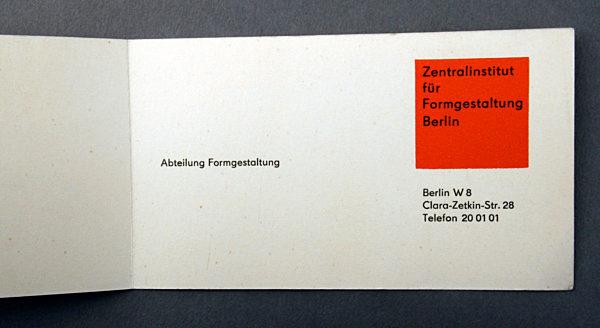 Zentralinstitut
für
Formgestaltung
Berlin
Abteilung Formgestaltung
Berlin W 8
Clara-Zetkin-Str. 28
Telefon 20 01 01